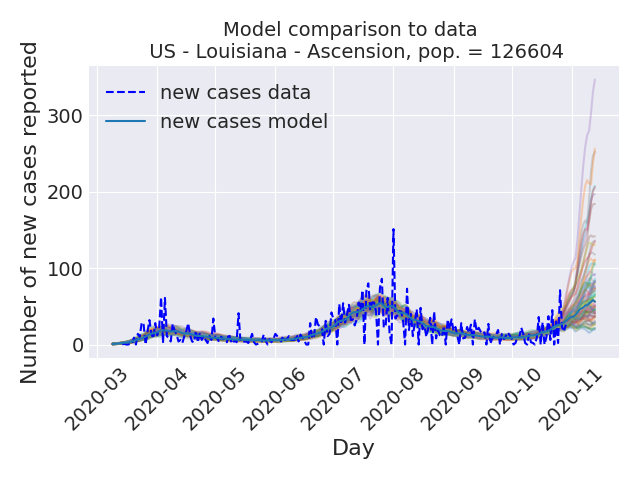 Model comparison to data
US - Louisiana - Ascension, pop. = 126604
Number of new cases reported
new cases data
new cases model
300
200
100
0
2020-03
2020-04
2020-05
2020-06
2020-07
2020-08
2020-09
2020-10
2020-11
Day